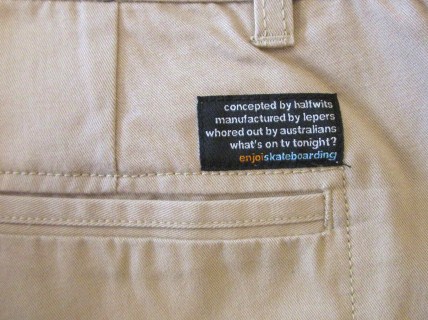 concepted by halfwits
manufactured by lepers
whored out by australians
what's on tv tonight?
enjoiskateboarding